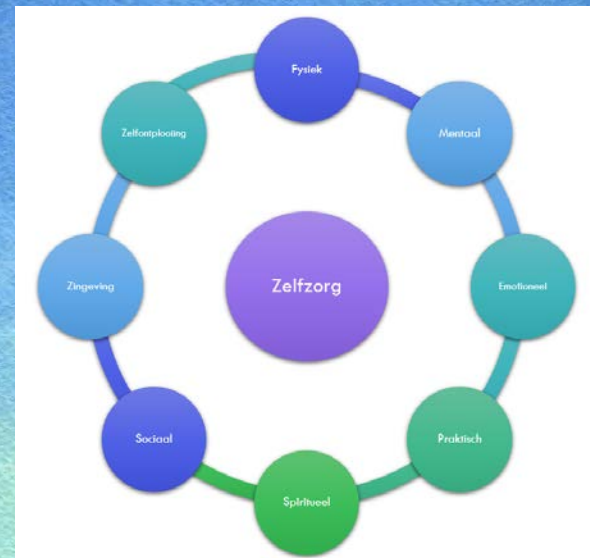 Fysiek
Mentaal
Emotioneel
Praktisch
Spiritueel
Sociaal
Zingeving
Zelfontplooiing
Zelfzorg